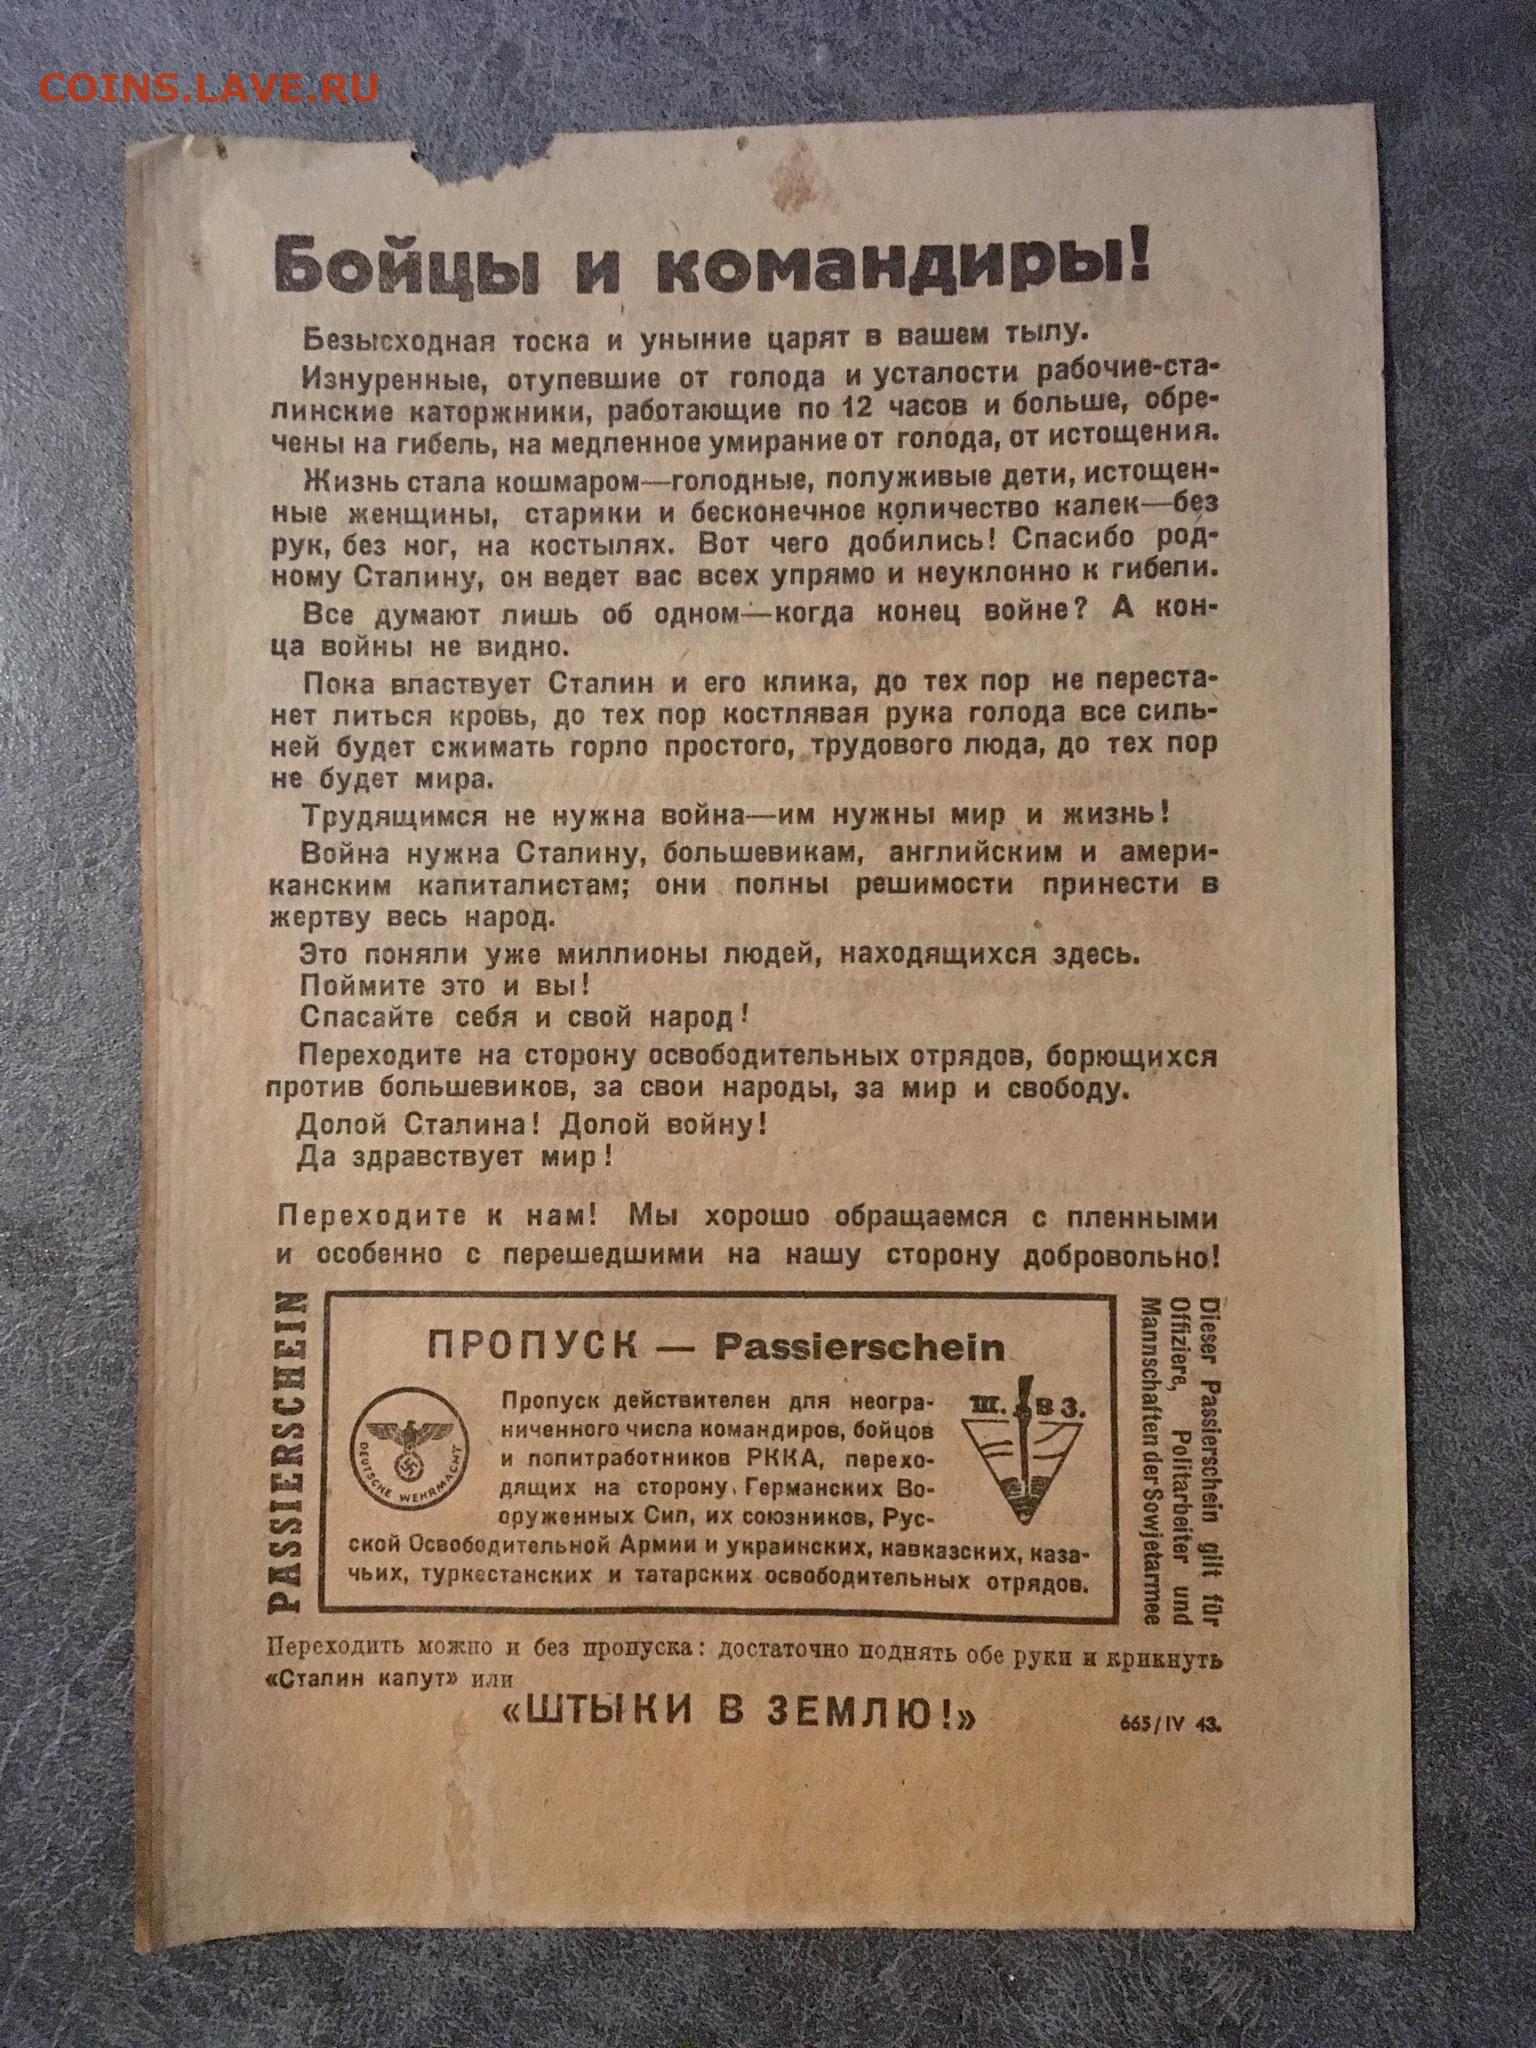 COINS.LAVE.RU
Бойцы и командиры!
Безысходная тоска и уныние царят в вашем тылу.
Изнуренные, отупевшие от голода и усталости рабочие-ста-
линские каторжники, работающие по 12 часов и больше, обре-
чены на гибель, на медленное умирание от голода, от истощения.
Жизнь стала кошмаром—голодные, полуживые дети, истощен-
ные женщины, старики и бесконечное количество калек—без
рук, без ног, на костылях. Вот чего добились! Спасибо род-
ному Сталину, он ведет вас всех упрямо и неуклонно к гибели.
Все думают лишь об одном—когда конец войне? А кон-
ца войны не видно.
Пока властвует Сталин и его клика, до тех пор не переста-
нет литься кровь, до тех пор костлявая рука голода все силь-
ней будет сжимать горло простого, трудового люда, до тех пор
не будет мира.
Трудящимся не нужна война—им нужны мир и жизнь!
Война нужна Сталину, большевикам, английским и амери-
канским капиталистам; они полны решимости принести в
жертву весь народ.
Это поняли уже миллионы людей, находящихся здесь.
Поймите это и вы!
Спасайте себя и свой народ!
Переходите на сторону освободительных отрядов, борющихся
против большевиков, за свои народы, за мир и свободу.
Долой Сталина! Долой войну!
Да здравствует мир!
Переходите к нам! Мы хорошо обращаемся с пленными
и особенно с перешедшими на нашу сторону добровольно!
PASSIERSCHEIN
ПРОПУСК — Passierschein
DEUTSCHE WEHRMACHT
Пропуск действителен для неогра-
ниченного числа командиров, бойцов
и политработников РККА, перехо-
дящих на сторону Германских Во-
оруженных Сил, их союзников, Рус-
ской Освободительной Армии и украинских, кавказских, каза-
чьих, туркестанских и татарских освободительных отрядов.
Ш. В З.
Dieser Passierschein gilt für
Offiziere, Politarbeiter und
Mannschaften der Sowjetarmee
Переходить можно и без пропуска: достаточно поднять обе руки и крикнуть
«Сталин капут» или
«ШТЫКИ В ЗЕМЛЮ!»
665/IV 43.